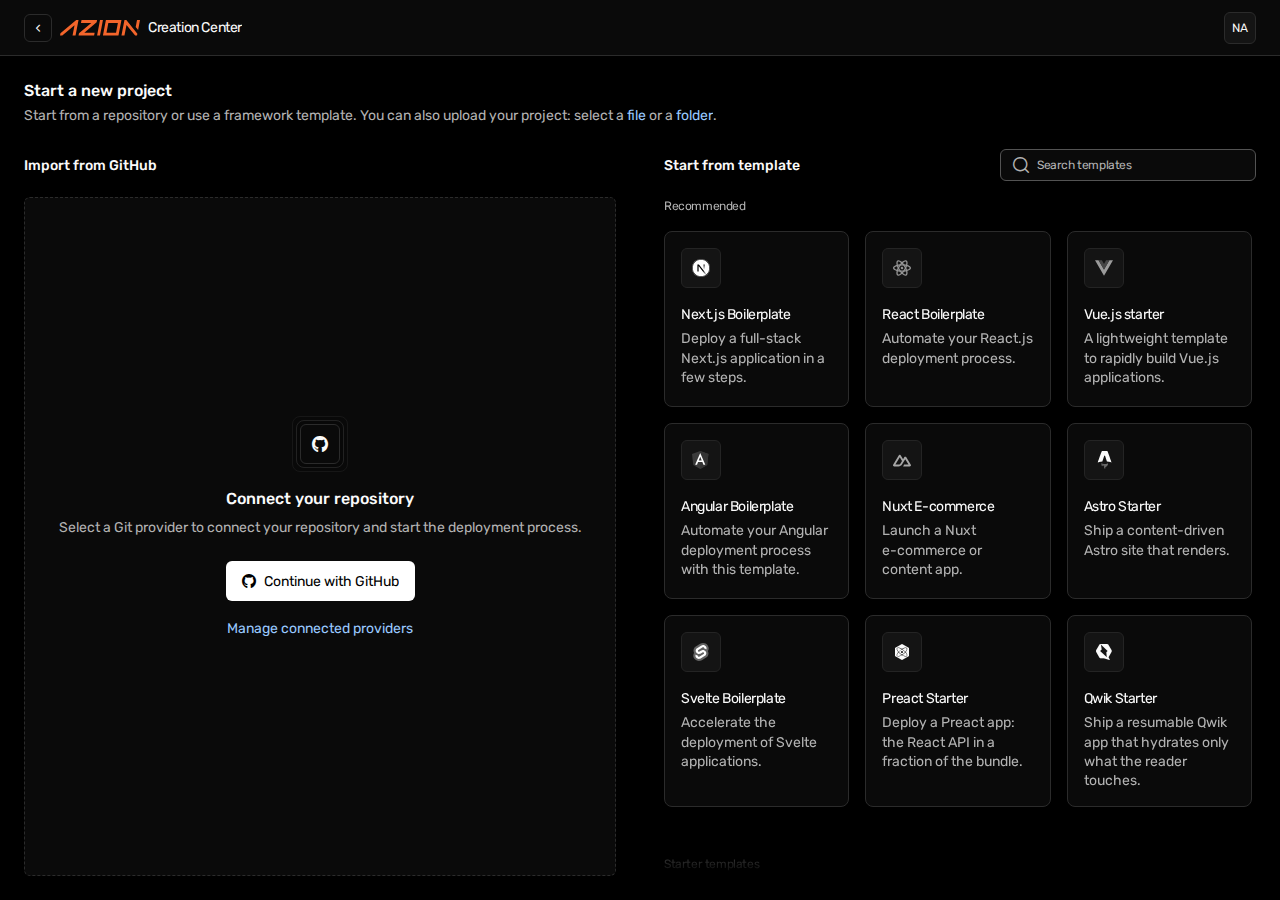 AZION Creation Center
NA
Start a new project
Start from a repository or use a framework template. You can also upload your project: select a file or a folder.
Import from GitHub
Connect your repository
Select a Git provider to connect your repository and start the deployment process.
Continue with GitHub
Manage connected providers
Start from template
Search templates
Recommended
Next.js Boilerplate
Deploy a full-stack
Next.js application in a
few steps.
React Boilerplate
Automate your React.js
deployment process.
Vue.js starter
A lightweight template
to rapidly build Vue.js
applications.
Angular Boilerplate
Automate your Angular
deployment process
with this template.
Nuxt E-commerce
Launch a Nuxt
e-commerce or
content app.
Astro Starter
Ship a content-driven
Astro site that renders.
Svelte Boilerplate
Accelerate the
deployment of Svelte
applications.
Preact Starter
Deploy a Preact app:
the React API in a
fraction of the bundle.
Qwik Starter
Ship a resumable Qwik
app that hydrates only
what the reader
touches.
Starter templates